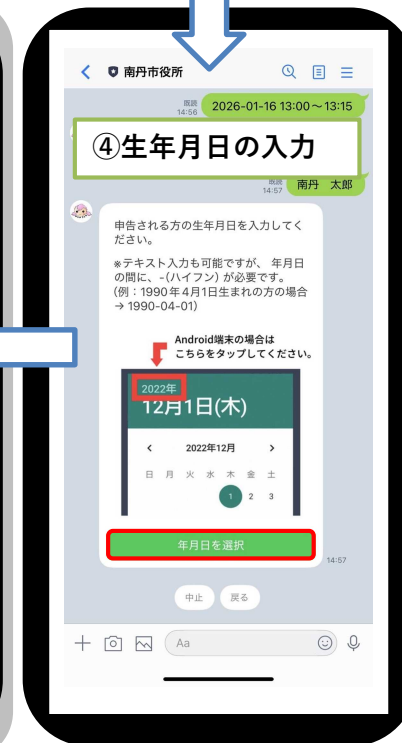 南丹市役所
既読
14:56
2026-01-16 13:00～13:15
④生年月日の入力
既読
14:57
南丹 太郎
申告される方の生年月日を入力してく
ださい。
※テキスト入力も可能ですが、 年月日
の間に、-(ハイフン) が必要です。
(例：1990年4月1日生まれの方の場合
→ 1990-04-01)
Android端末の場合は
こちらをタップしてください。
2022年
12月1日(木)
2022年12月
日 月 火 水 木 金 土
1 2 3
年月日を選択
14:57
中止 戻る
Aa